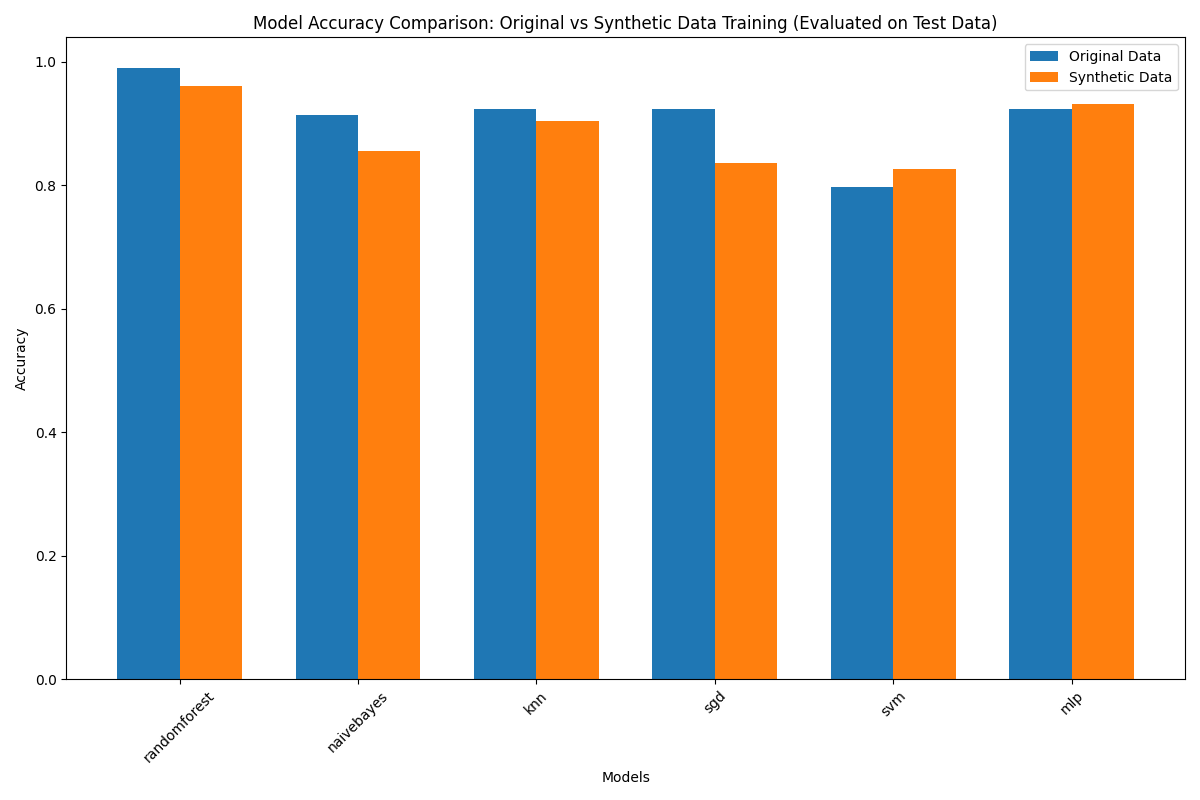 Model Accuracy Comparison: Original vs Synthetic Data Training (Evaluated on Test Data)
Original Data
Synthetic Data
1.0
0.8
0.6
0.4
0.2
0.0
Accuracy
randomforest
naivebayes
knn
sgd
svm
mlp
Models